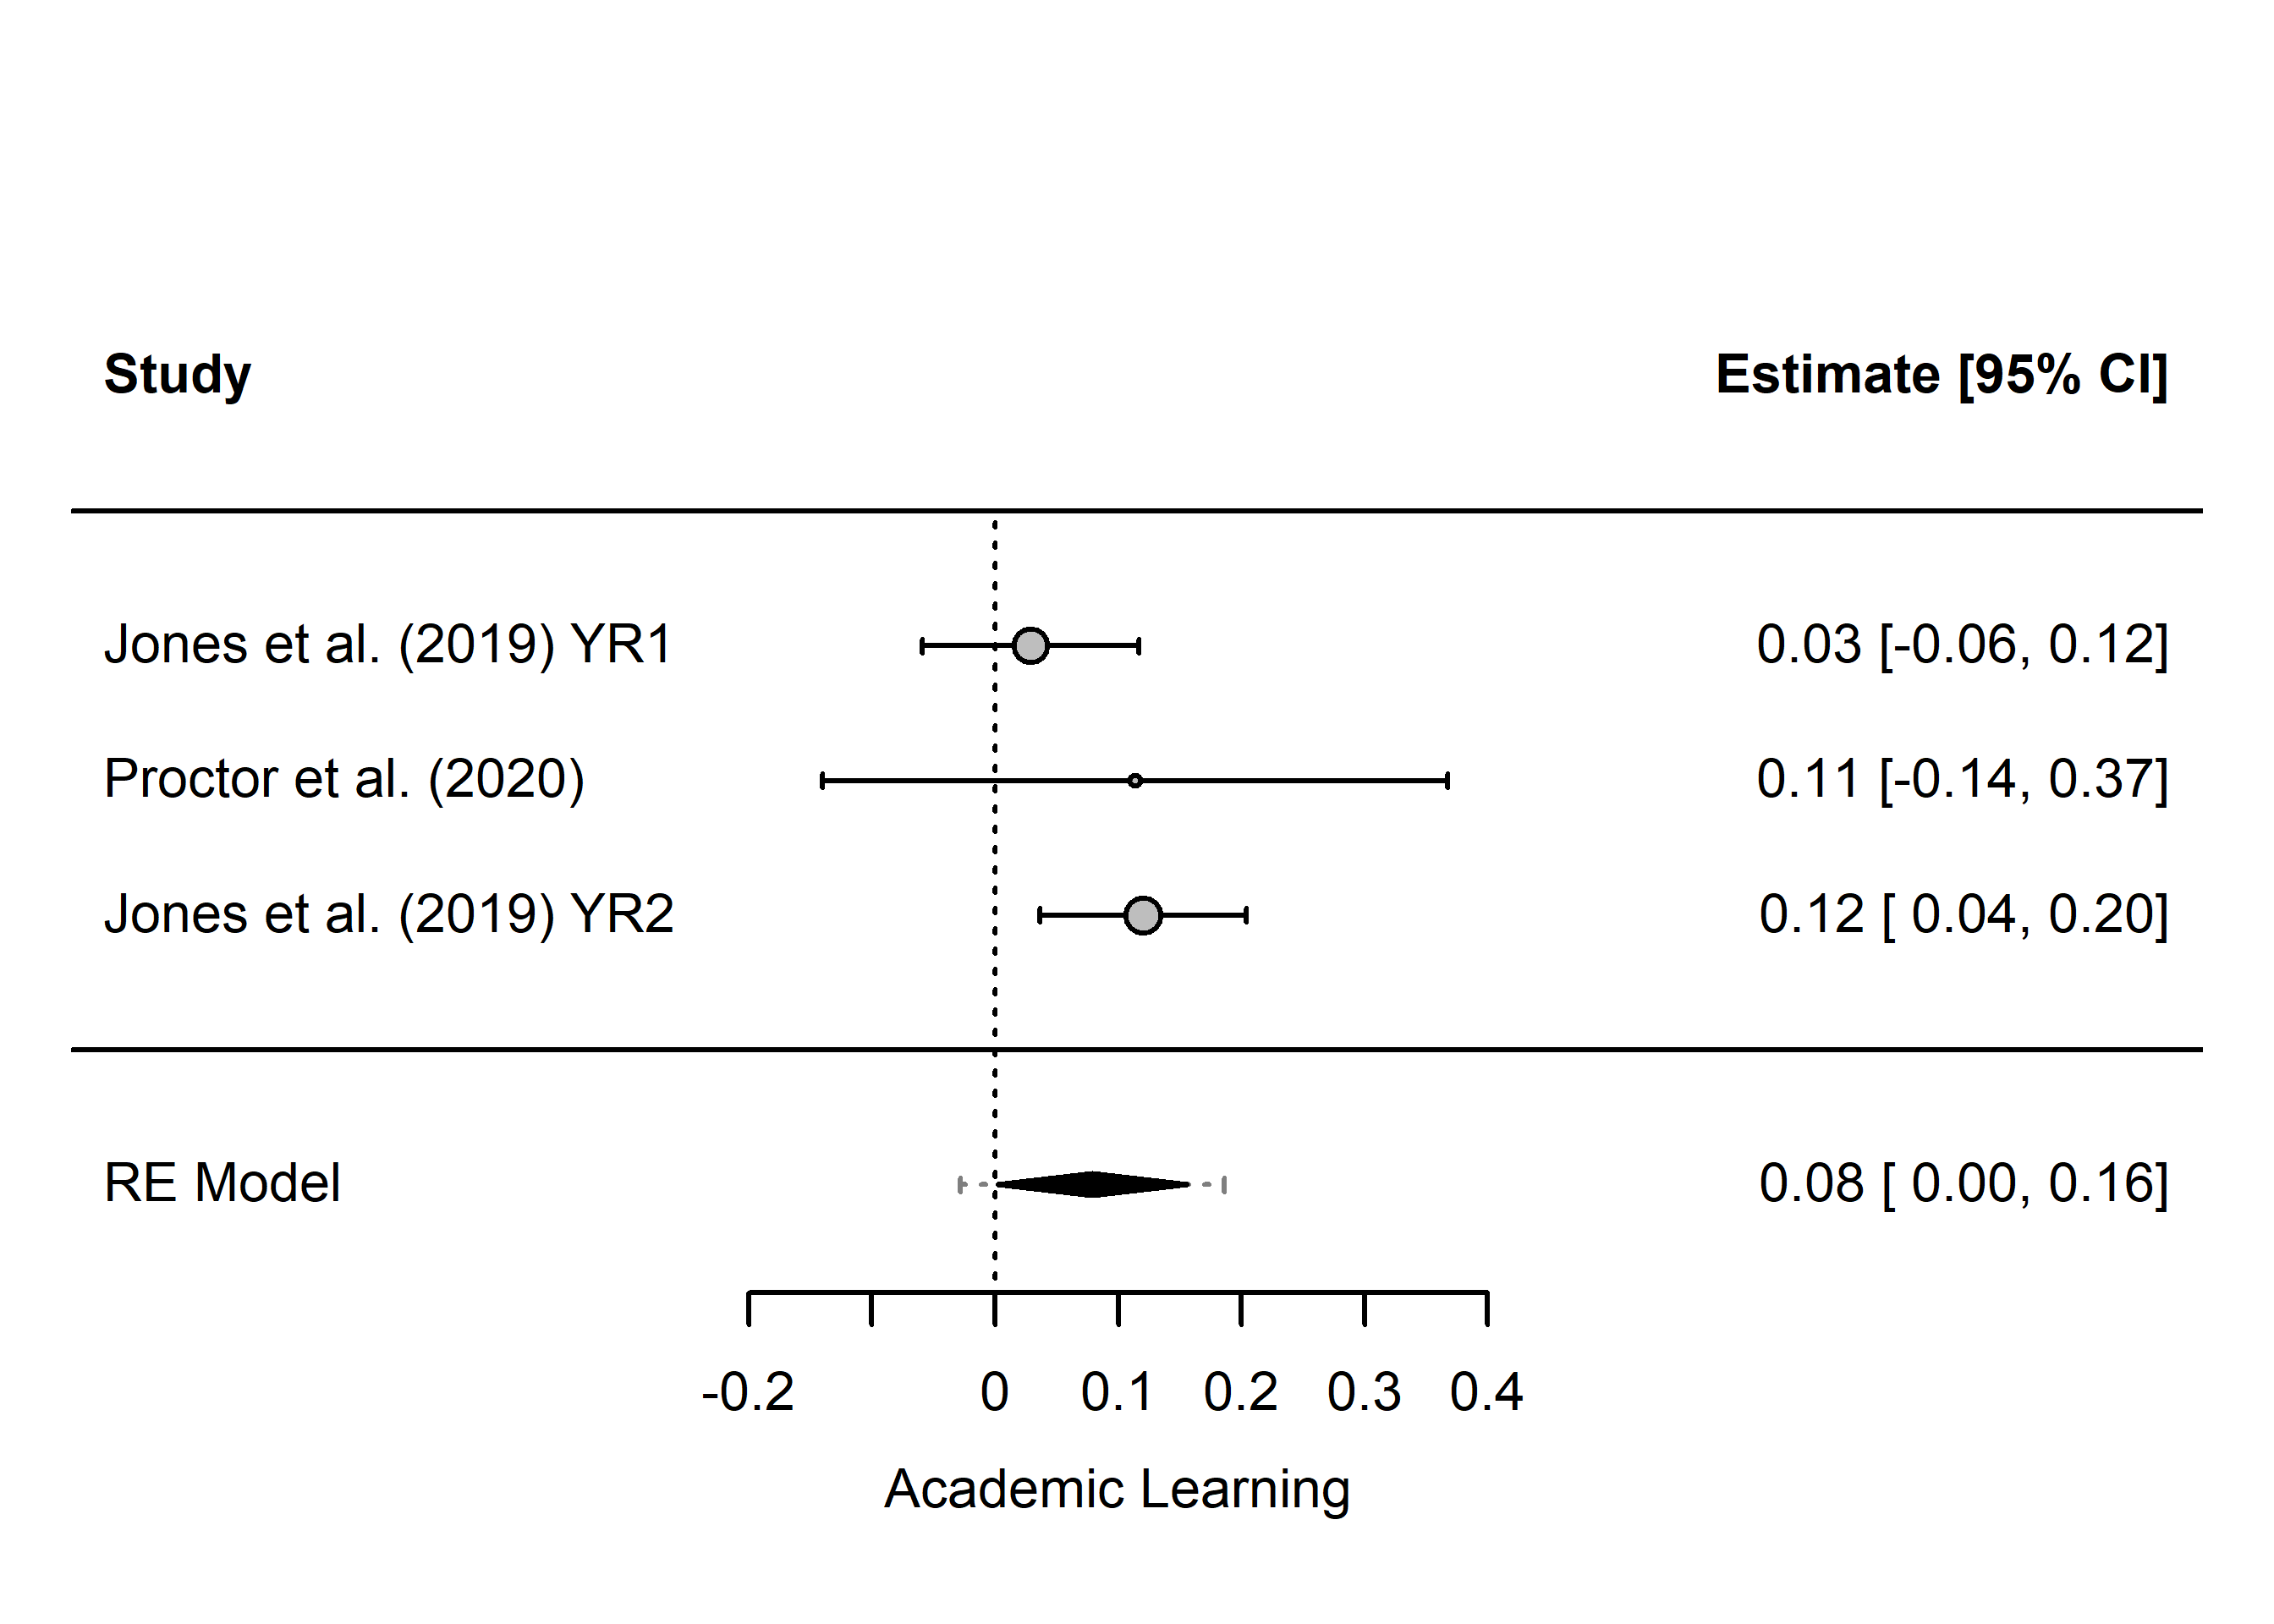 Study Estimate [95% CI]
Jones et al. (2019) YR1 0.03 [-0.06, 0.12]
Proctor et al. (2020) 0.11 [-0.14, 0.37]
Jones et al. (2019) YR2 0.12 [ 0.04, 0.20]
RE Model 0.08 [ 0.00, 0.16]
-0.2 0 0.1 0.2 0.3 0.4
Academic Learning